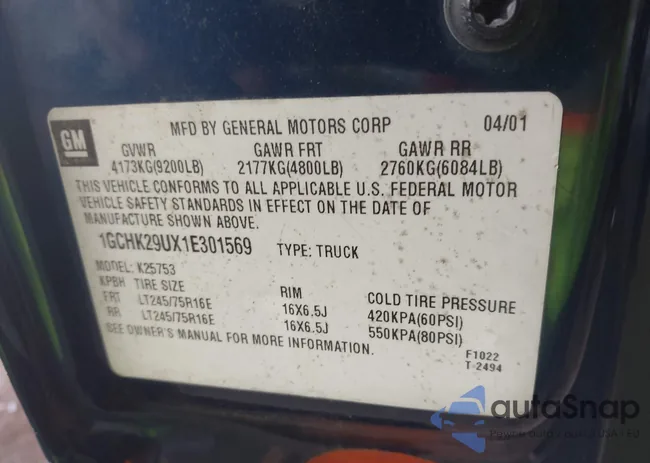 GM
MFD BY GENERAL MOTORS CORP 04/01
GVWR GAWR FRT GAWR RR
4173KG(9200LB) 2177KG(4800LB) 2760KG(6084LB)
THIS VEHICLE CONFORMS TO ALL APPLICABLE U.S. FEDERAL MOTOR
VEHICLE SAFETY STANDARDS IN EFFECT ON THE DATE OF
MANUFACTURE SHOWN ABOVE.
1GCHK29UX1E301569 TYPE: TRUCK
MODEL: K25753
KPBH TIRE SIZE RIM COLD TIRE PRESSURE
FRT LT245/75R16E 16X6.5J 420KPA(60PSI)
RR LT245/75R16E 16X6.5J 550KPA(80PSI)
SEE OWNER'S MANUAL FOR MORE INFORMATION.
F1022
T-2494
autaSnap